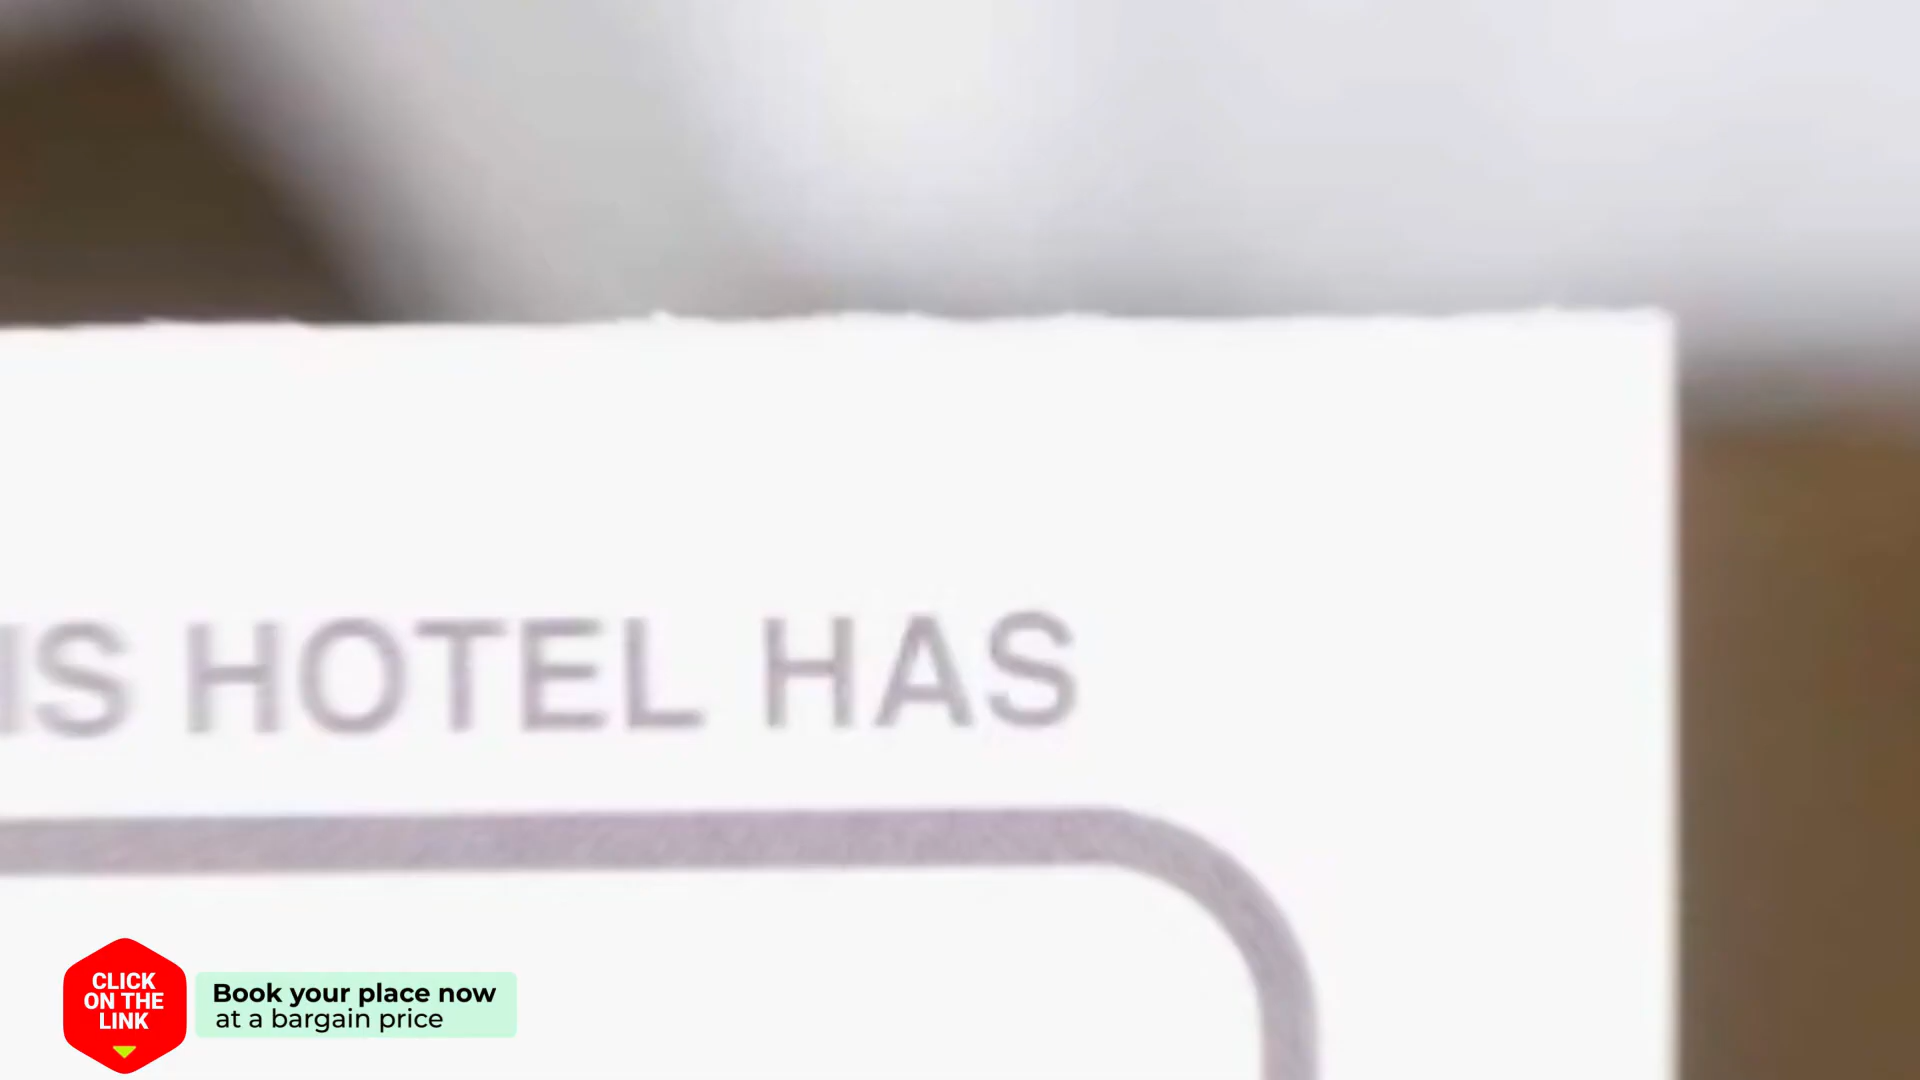 IS HOTEL HAS
CLICK
ON THE
LINK
Book your place now
at a bargain price